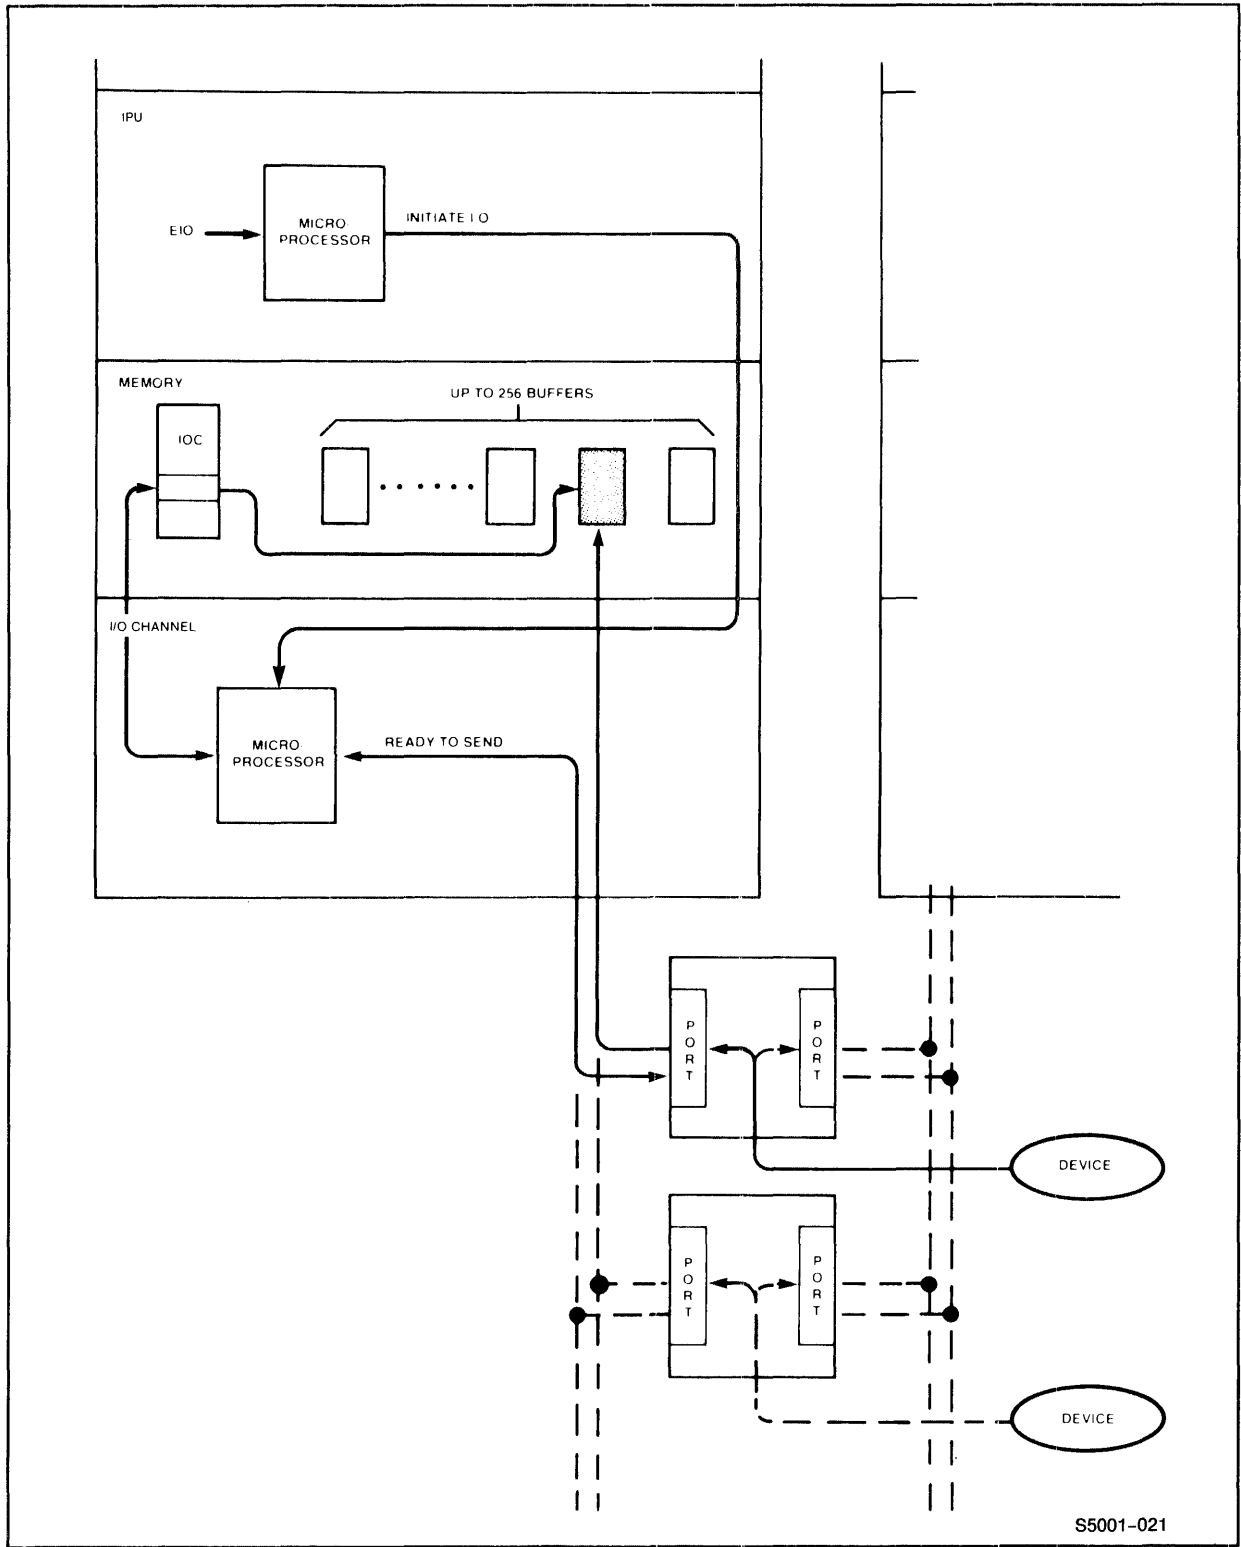 IPU
EIO
MICRO-
PROCESSOR
INITIATE I O
MEMORY
UP TO 256 BUFFERS
IOC
I/O CHANNEL
MICRO-
PROCESSOR
READY TO SEND
PORT
PORT
DEVICE
PORT
PORT
DEVICE
S5001-021